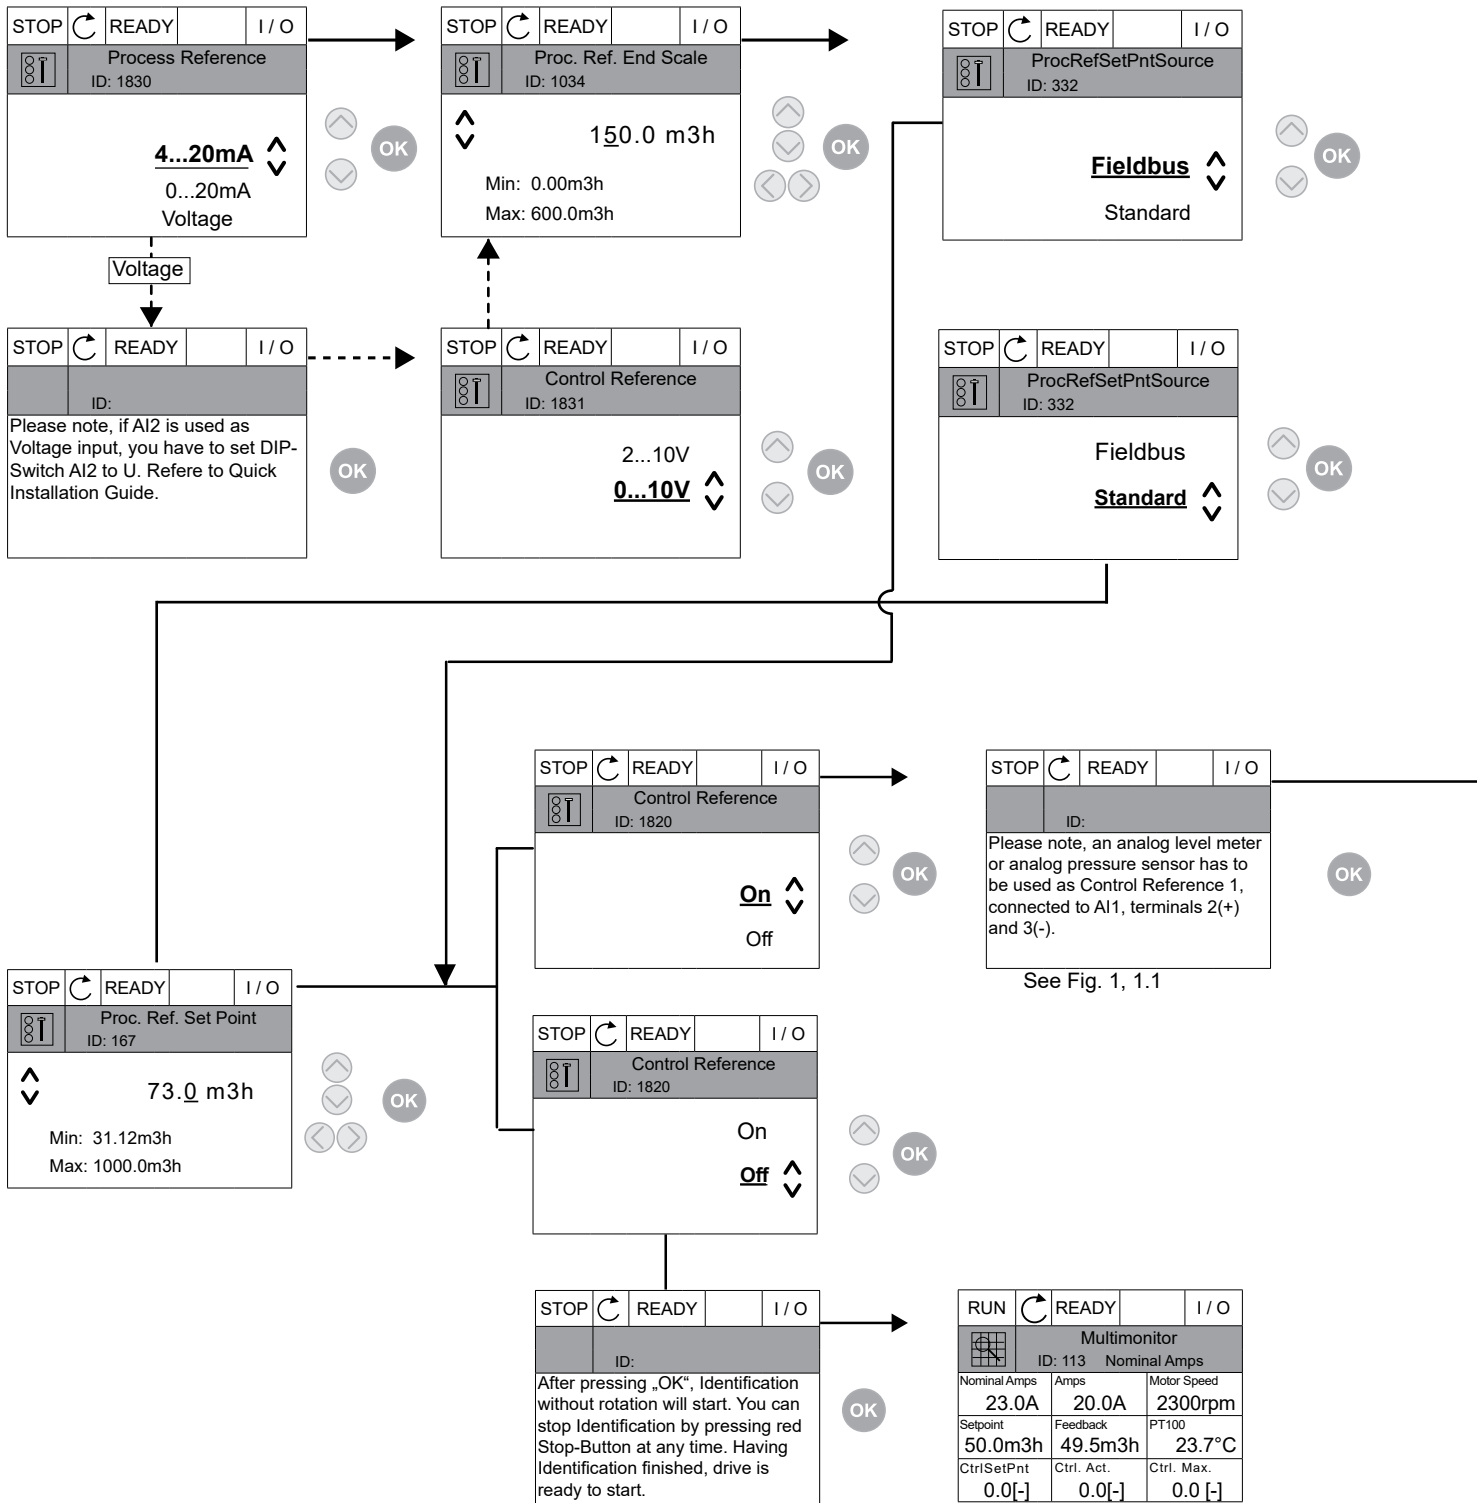 STOP READY I / O
Process Reference
ID: 1830
4...20mA
0...20mA
Voltage
OK
STOP READY I / O
Proc. Ref. End Scale
ID: 1034
150.0 m3h
Min: 0.00m3h
Max: 600.0m3h
OK
STOP READY I / O
ProcRefSetPntSource
ID: 332
Fieldbus
Standard
OK
Voltage
STOP READY I / O
ID:
Please note, if AI2 is used as
Voltage input, you have to set DIP-
Switch AI2 to U. Refere to Quick
Installation Guide.
OK
STOP READY I / O
Control Reference
ID: 1831
2...10V
0...10V
OK
STOP READY I / O
ProcRefSetPntSource
ID: 332
Fieldbus
Standard
OK
STOP READY I / O
Control Reference
ID: 1820
On
Off
OK
STOP READY I / O
ID:
Please note, an analog level meter
or analog pressure sensor has to
be used as Control Reference 1,
connected to AI1, terminals 2(+)
and 3(-).
OK
See Fig. 1, 1.1
STOP READY I / O
Proc. Ref. Set Point
ID: 167
73.0 m3h
Min: 31.12m3h
Max: 1000.0m3h
OK
STOP READY I / O
Control Reference
ID: 1820
On
Off
OK
STOP READY I / O
ID:
After pressing „OK“, Identification
without rotation will start. You can
stop Identification by pressing red
Stop-Button at any time. Having
Identification finished, drive is
ready to start.
OK
RUN READY I / O
Multimonitor
ID: 113 Nominal Amps
Nominal Amps Amps Motor Speed
23.0A 20.0A 2300rpm
Setpoint Feedback PT100
50.0m3h 49.5m3h 23.7°C
CtrlSetPnt Ctrl. Act. Ctrl. Max.
0.0[-] 0.0[-] 0.0 [-]